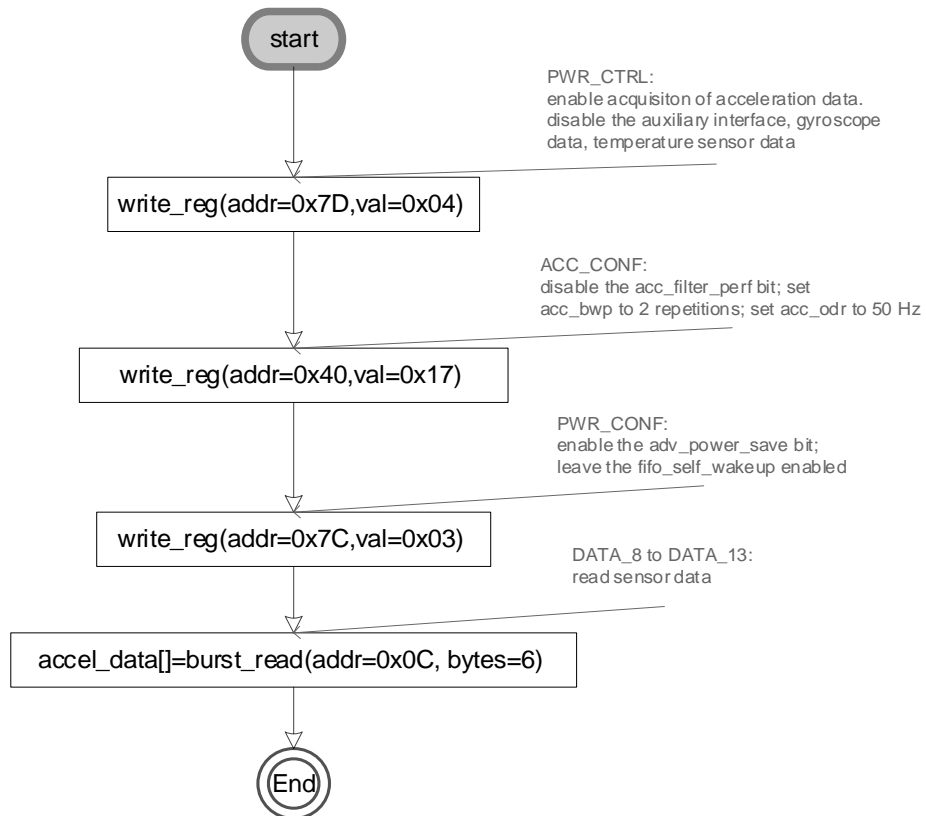 start
PWR_CTRL:
enable acquisiton of acceleration data.
disable the auxiliary interface, gyroscope
data, temperature sensor data
write_reg(addr=0x7D,val=0x04)
ACC_CONF:
disable the acc_filter_perf bit; set
acc_bwp to 2 repetitions; set acc_odr to 50 Hz
write_reg(addr=0x40,val=0x17)
PWR_CONF:
enable the adv_power_save bit;
leave the fifo_self_wakeup enabled
write_reg(addr=0x7C,val=0x03)
DATA_8 to DATA_13:
read sensor data
accel_data[]=burst_read(addr=0x0C, bytes=6)
End